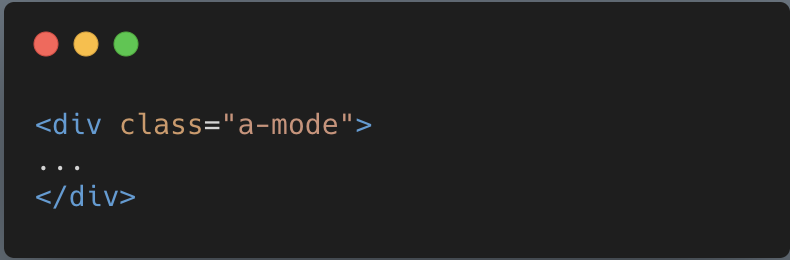 <div class="a-mode">
...
</div>